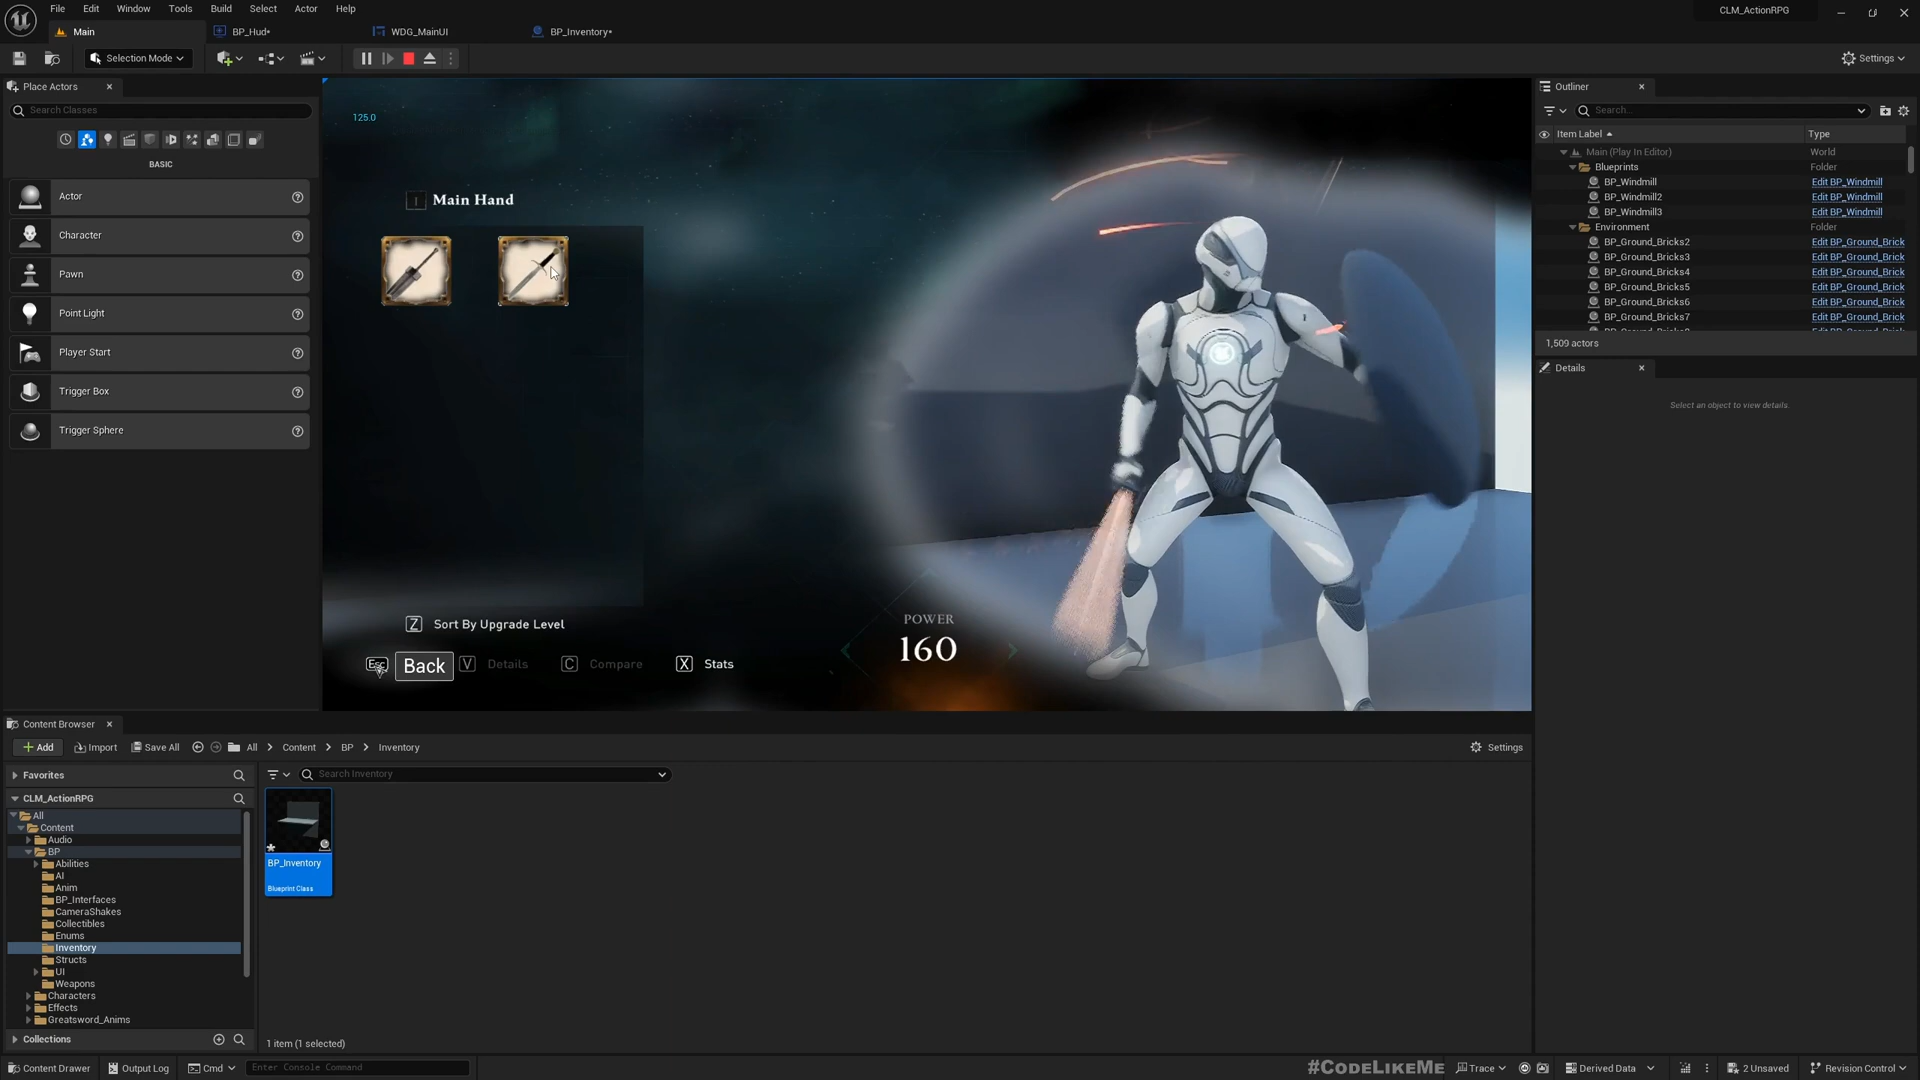 File Edit Window Tools Build Select Actor Help
CLM_ActionRPG
Main
BP_Hud•
WDG_MainUI
BP_Inventory•
Selection Mode
Settings
Place Actors
Search Classes
BASIC
Actor
Character
Pawn
Point Light
Player Start
Trigger Box
Trigger Sphere
125.0
Main Hand
Z Sort By Upgrade Level
Esc Back V Details C Compare X Stats
POWER
160
Outliner
Search...
Item Label Type
Main (Play In Editor) World
Blueprints Folder
BP_Windmill Edit BP_Windmill
BP_Windmill2 Edit BP_Windmill
BP_Windmill3 Edit BP_Windmill
Environment Folder
BP_Ground_Bricks2 Edit BP_Ground_Brick
BP_Ground_Bricks3 Edit BP_Ground_Brick
BP_Ground_Bricks4 Edit BP_Ground_Brick
BP_Ground_Bricks5 Edit BP_Ground_Brick
BP_Ground_Bricks6 Edit BP_Ground_Brick
BP_Ground_Bricks7 Edit BP_Ground_Brick
1,509 actors
Details
Select an object to view details.
Content Browser
Add Import Save All All > Content > BP > Inventory
Settings
Favorites
CLM_ActionRPG
All
Content
Audio
BP
Abilities
AI
Anim
BP_Interfaces
CameraShakes
Collectibles
Enums
Inventory
Structs
UI
Weapons
Characters
Effects
Greatsword_Anims
Collections
Search Inventory
BP_Inventory
Blueprint Class
1 item (1 selected)
Content Drawer Output Log Cmd Enter Console Command
#CODELIKEME
Trace Derived Data 2 Unsaved Revision Control